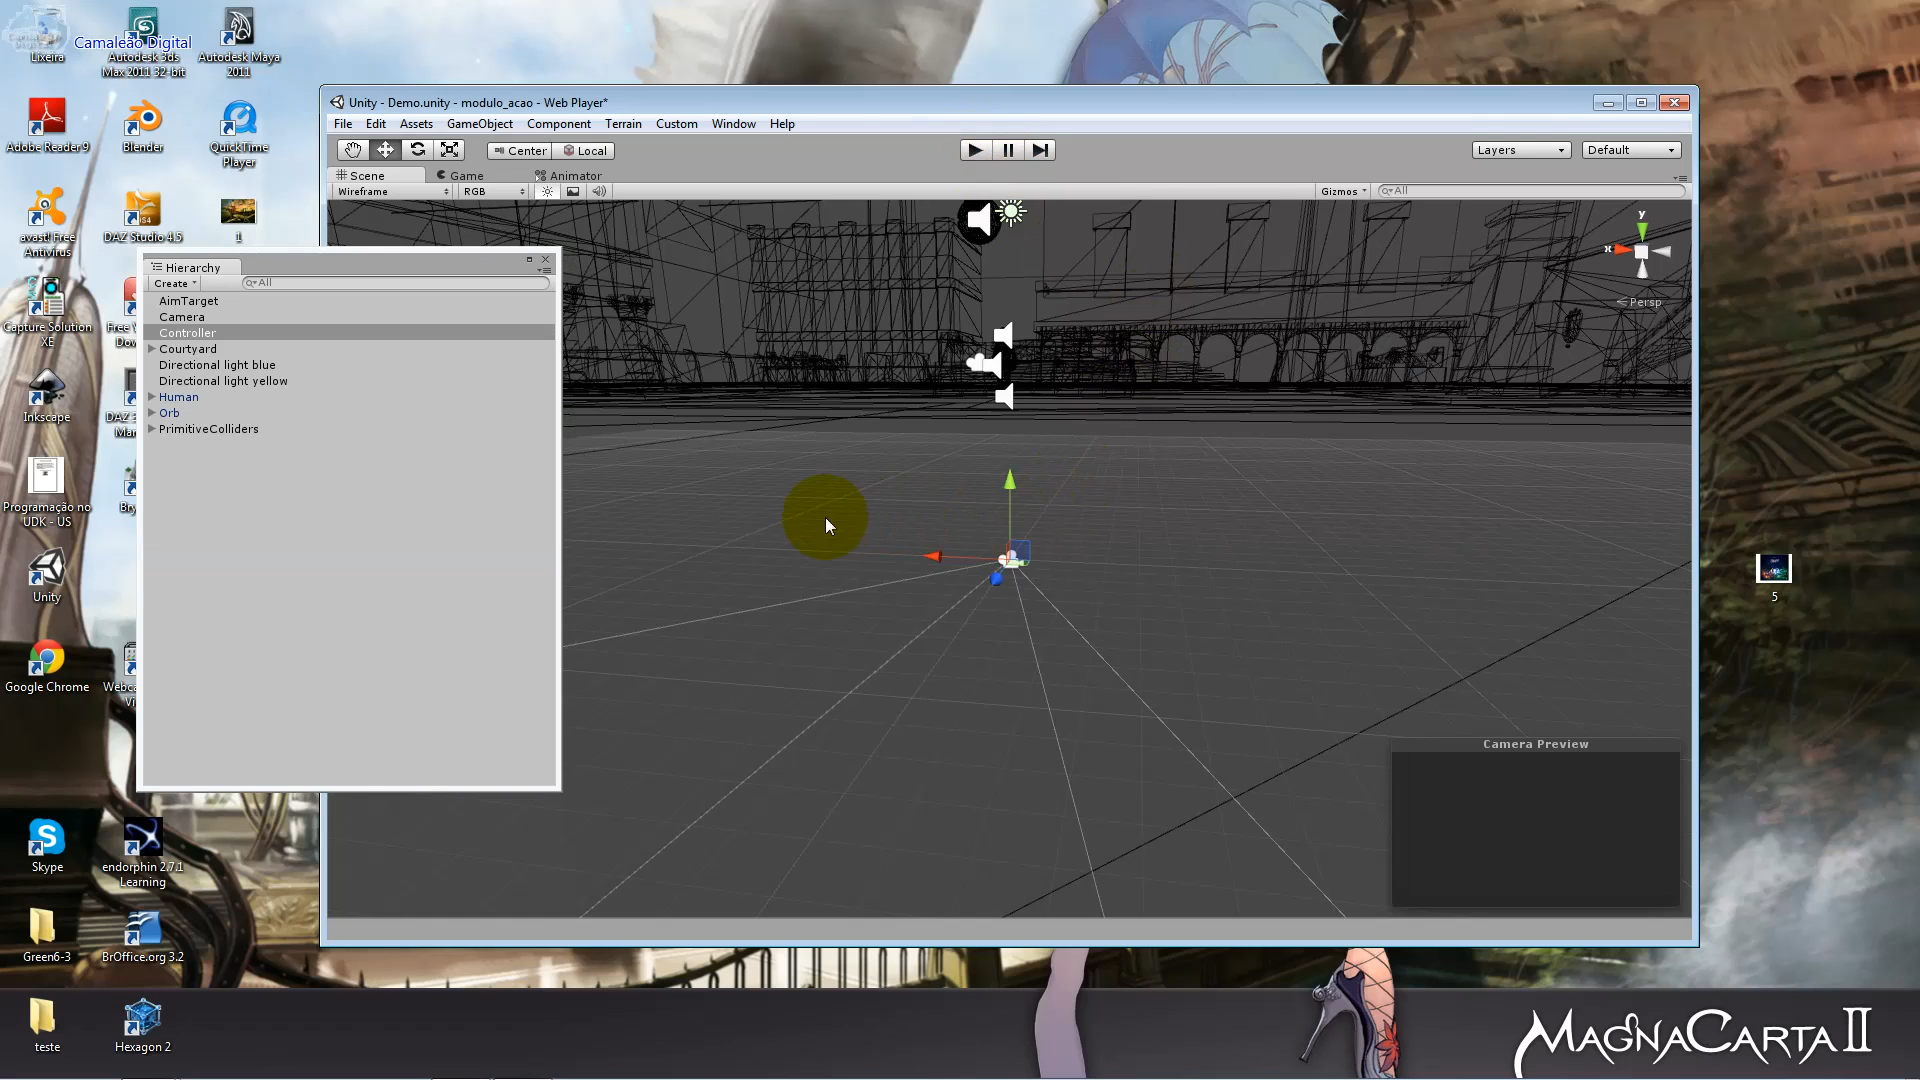 Camaleão Digital
Lixeira
Autodesk 3ds
Max 2011 32-bit
Autodesk Maya
2011
Adobe Reader 9
Blender
QuickTime
Player
avast! Free
Antivirus
DAZ Studio 4.5
1
Capture Solution
XE
Free
Inkscape
DAZ 3
Programação no
UDK - US
Unity
Google Chrome
Skype
endorphin 2.7.1
Learning
Green6-3
BrOffice.org 3.2
teste
Hexagon 2
Unity - Demo.unity - modulo_acao - Web Player*
File Edit Assets GameObject Component Terrain Custom Window Help
Center Local
Layers Default
Scene Game Animator
Wireframe RGB Gizmos All
y
x
Persp
Hierarchy
Create All
AimTarget
Camera
Controller
Courtyard
Directional light blue
Directional light yellow
Human
Orb
PrimitiveColliders
Camera Preview
5
MAGNACARTA II